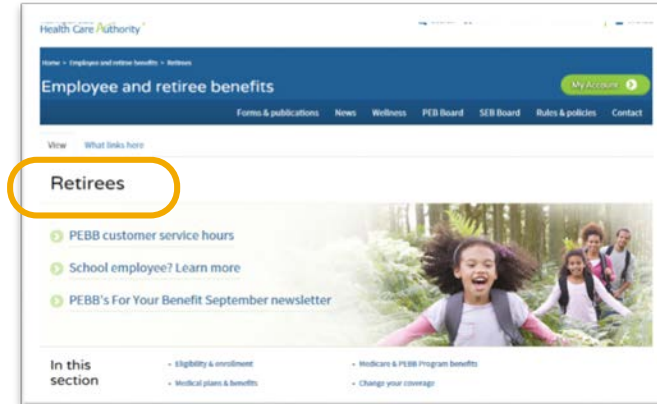 Health Care Authority
Home > Employee and retiree benefits > Retirees
Employee and retiree benefits
My Account
Forms & publications News Wellness PEB Board SEB Board Rules & policies Contact
View What links here
Retirees
PEBB customer service hours
School employee? Learn more
PEBB's For Your Benefit September newsletter
In this section
• Eligibility & enrollment
• Medicare & PEBB Program benefits
• Medical plans & benefits
• Change your coverage